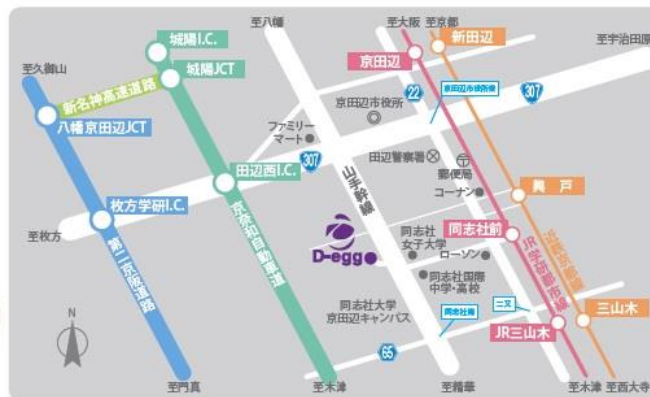 至八幡
至大阪
至京都
城陽I.C.
新田辺
至宇治田原
至久御山
城陽JCT
京田辺
新名神高速道路
22
京田辺市役所東
307
八幡京田辺JCT
京田辺市役所
ファミリー
マート
307
田辺警察署
郵便局
田辺西I.C.
山手幹線
コーナン
興戸
枚方学研I.C.
至枚方
京奈和自動車道
同志社
女子大学
同志社前
D-egg
ローソン
第二京阪道路
JR学研都市線
近鉄京都線
同志社国際
中学・高校
N
同志社大学
京田辺キャンパス
二又
三山木
JR三山木
65
至門真
至木津
至精華
至木津
至西大寺